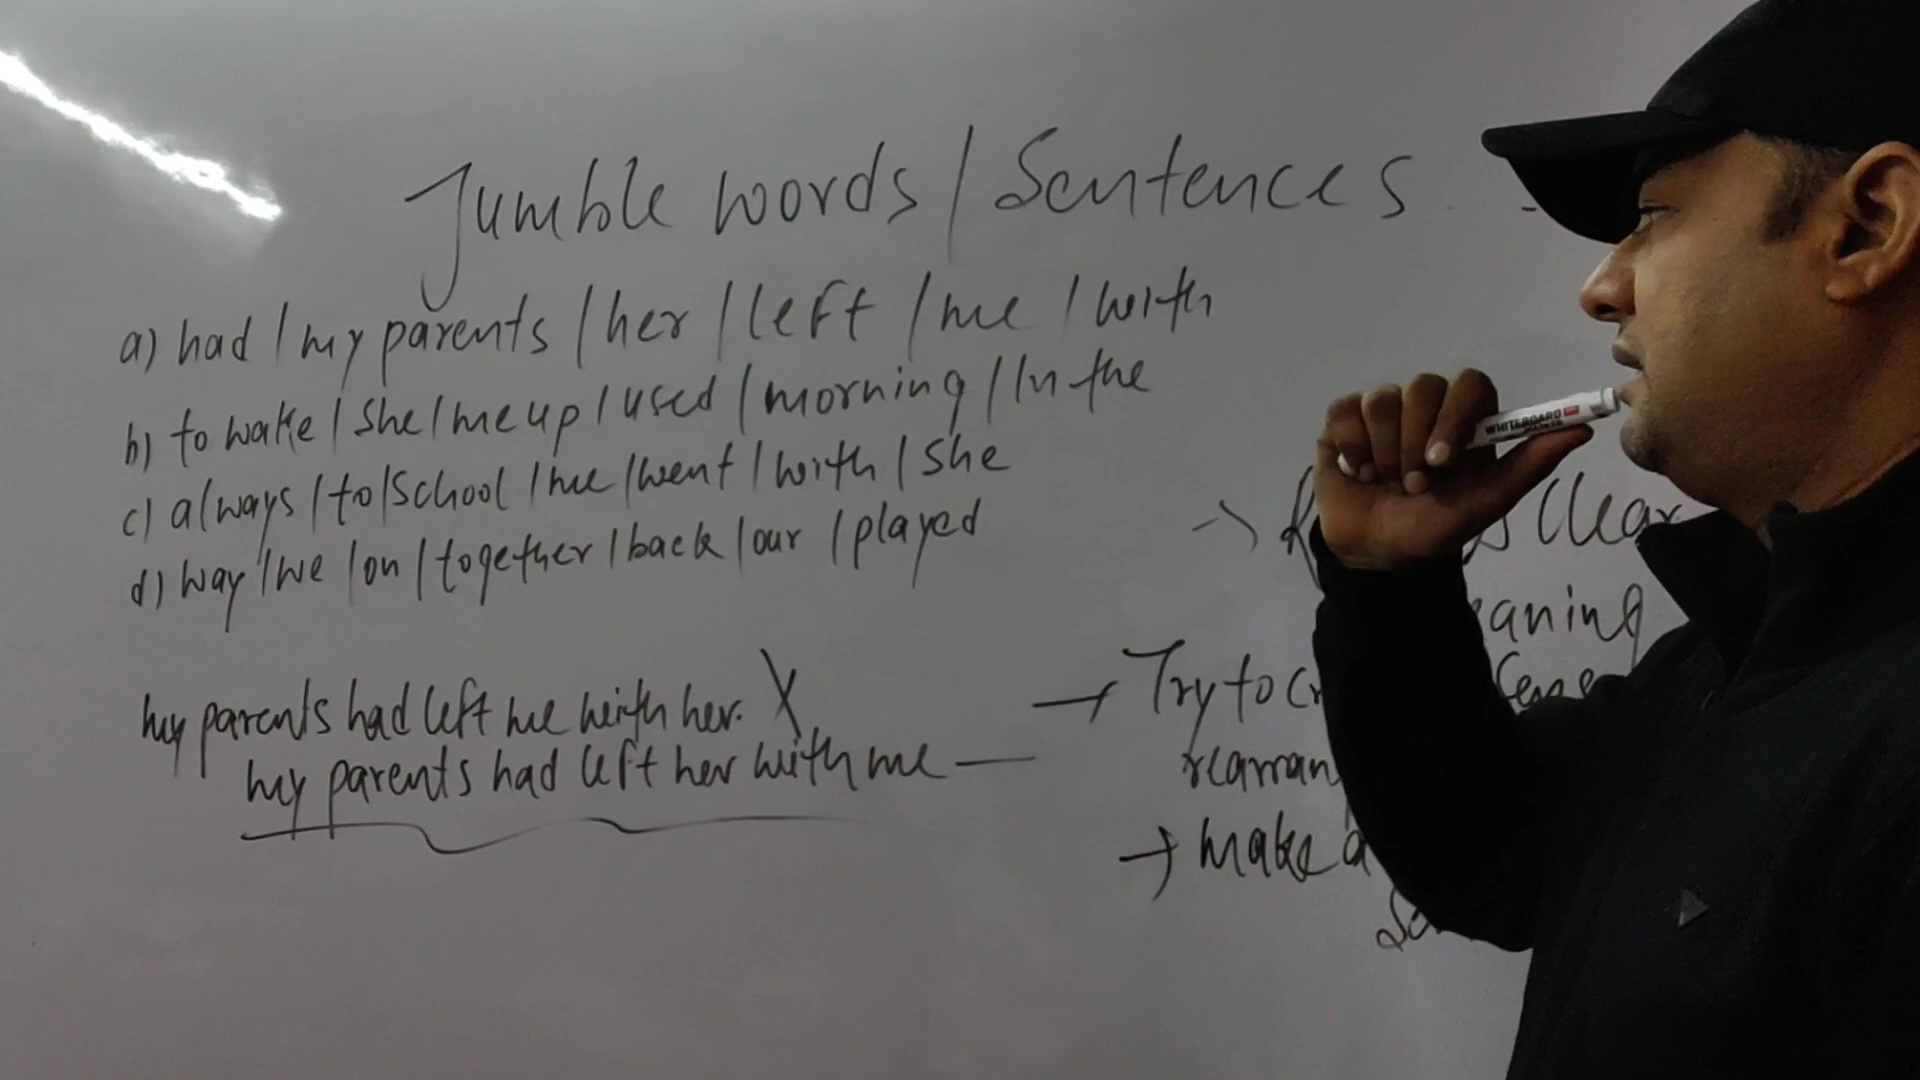 Jumble words / Sentences
a) had / my parents / her / left / me / with
b) to wake / she / me up / used / morning / In the
c) always / to / school / me / went / with / she
d) way / we / on / together / back / our / played
my parents had left me with her. X
my parents had left her with me —
→ Clear
→ Try to
→ make a
WHITEBOARD
MARKER